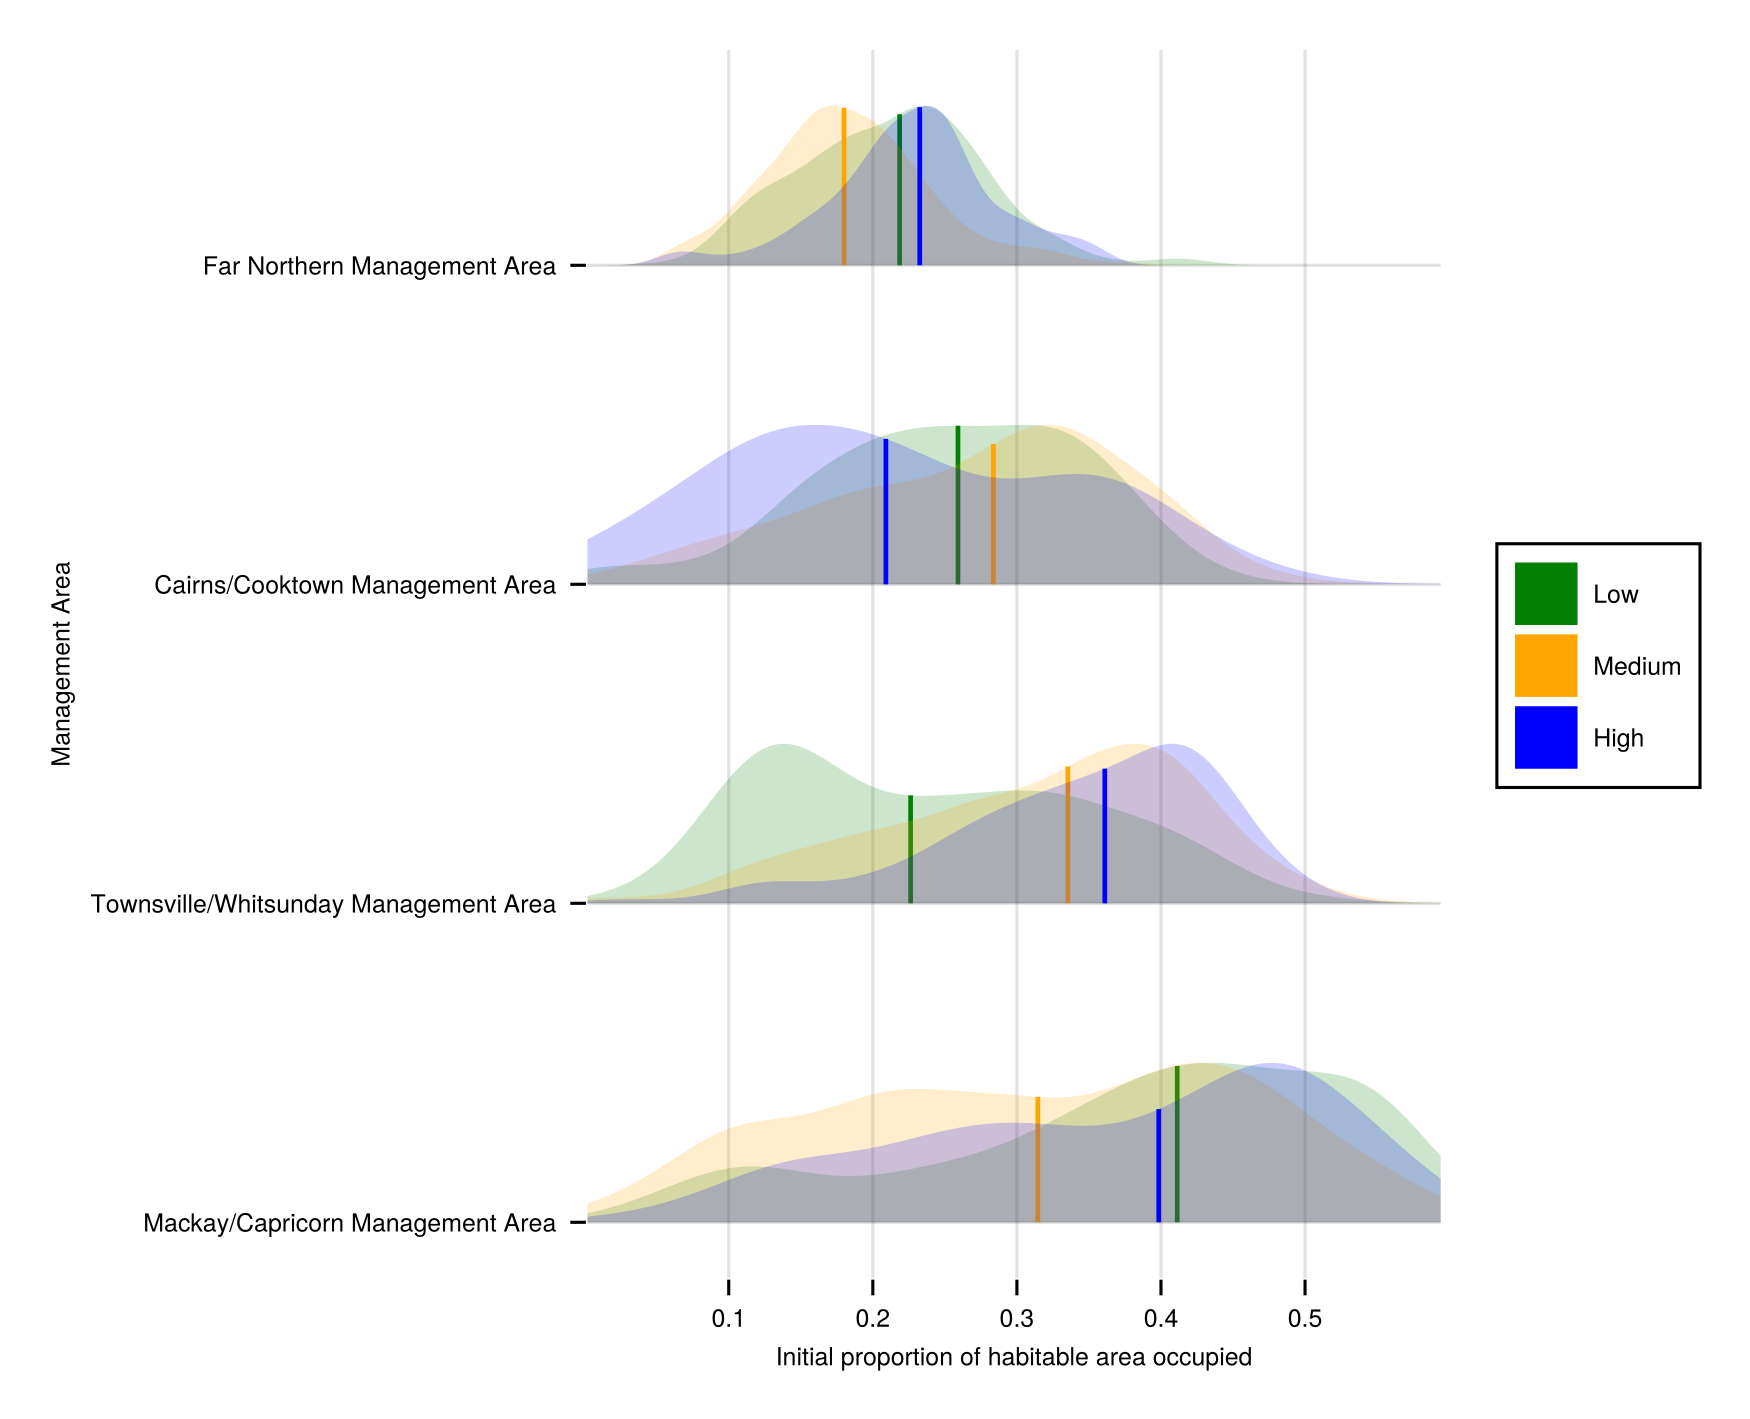 Far Northern Management Area
Cairns/Cooktown Management Area
Townsville/Whitsunday Management Area
Mackay/Capricorn Management Area
Management Area
0.1 0.2 0.3 0.4 0.5
Initial proportion of habitable area occupied
Low
Medium
High